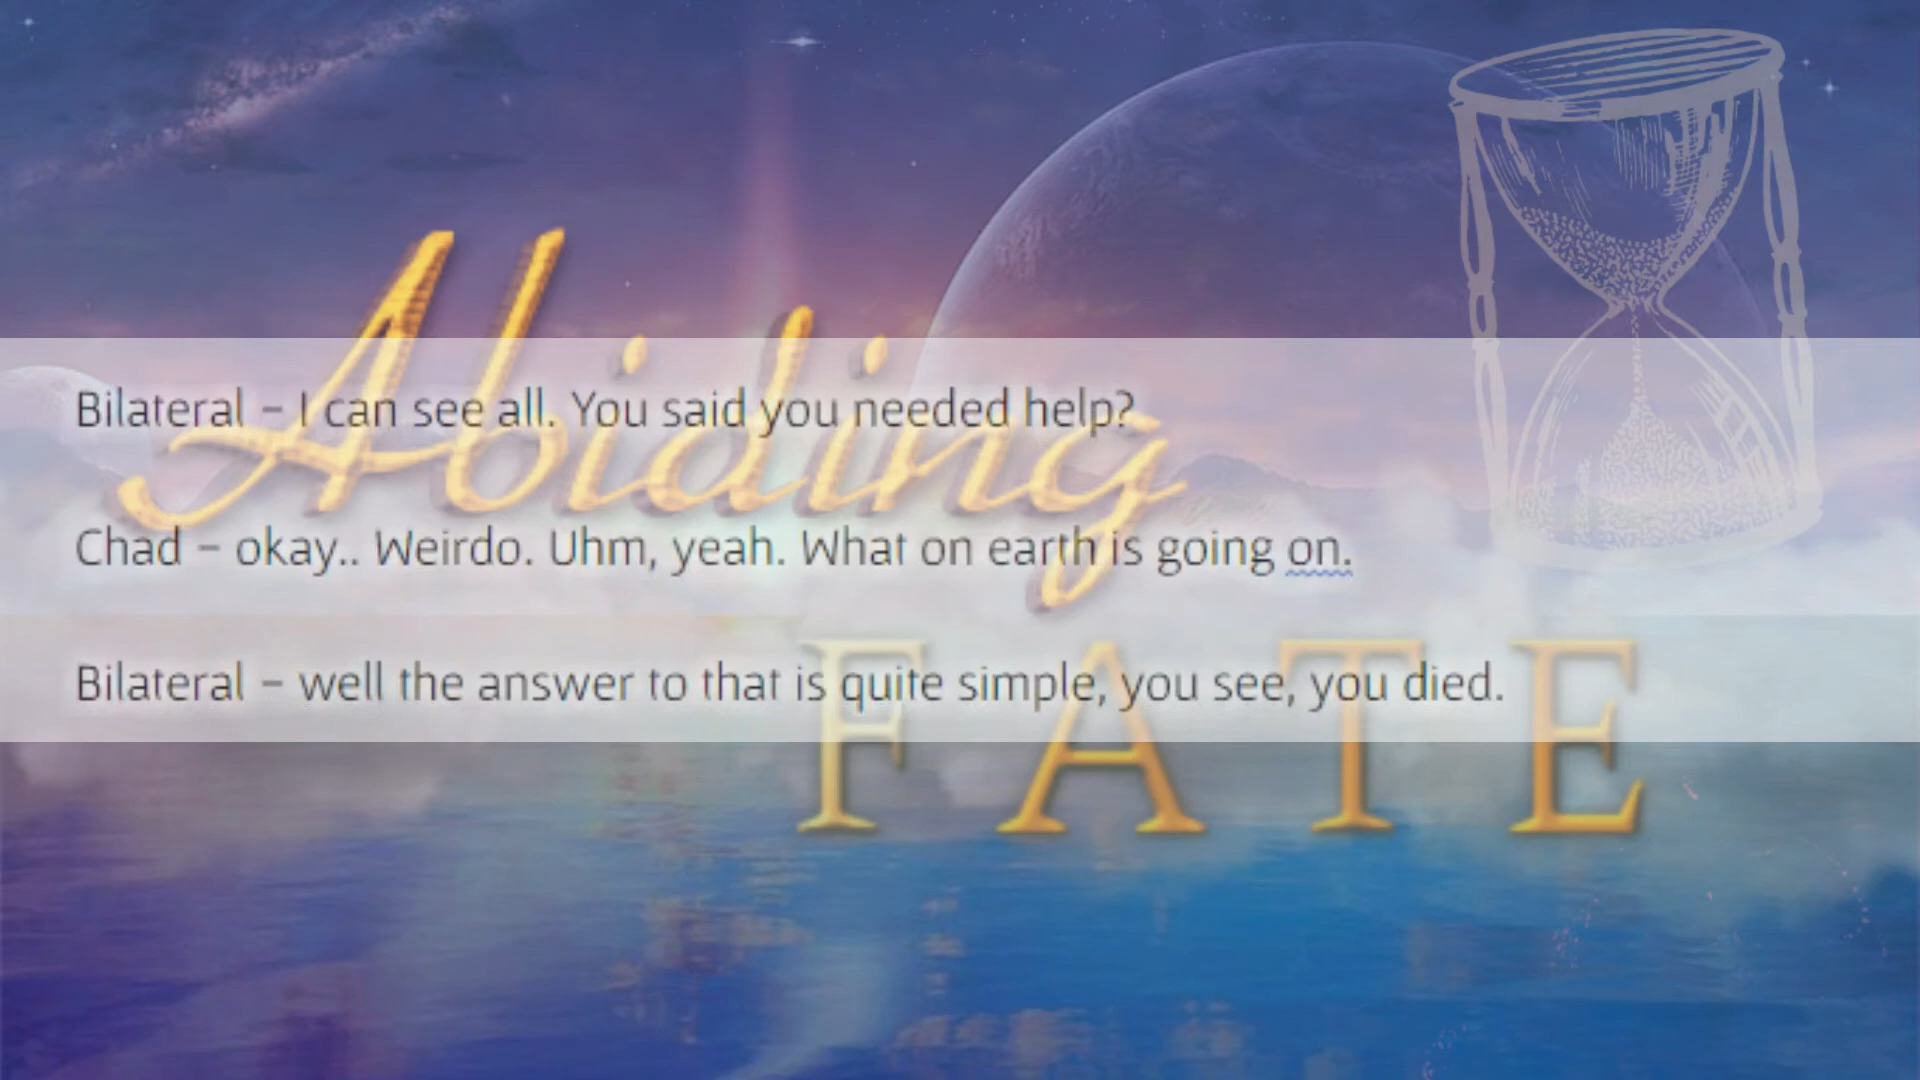 Abiding
FATE
Bilateral – I can see all. You said you needed help?
Chad – okay.. Weirdo. Uhm, yeah. What on earth is going on.
Bilateral – well the answer to that is quite simple, you see, you died.